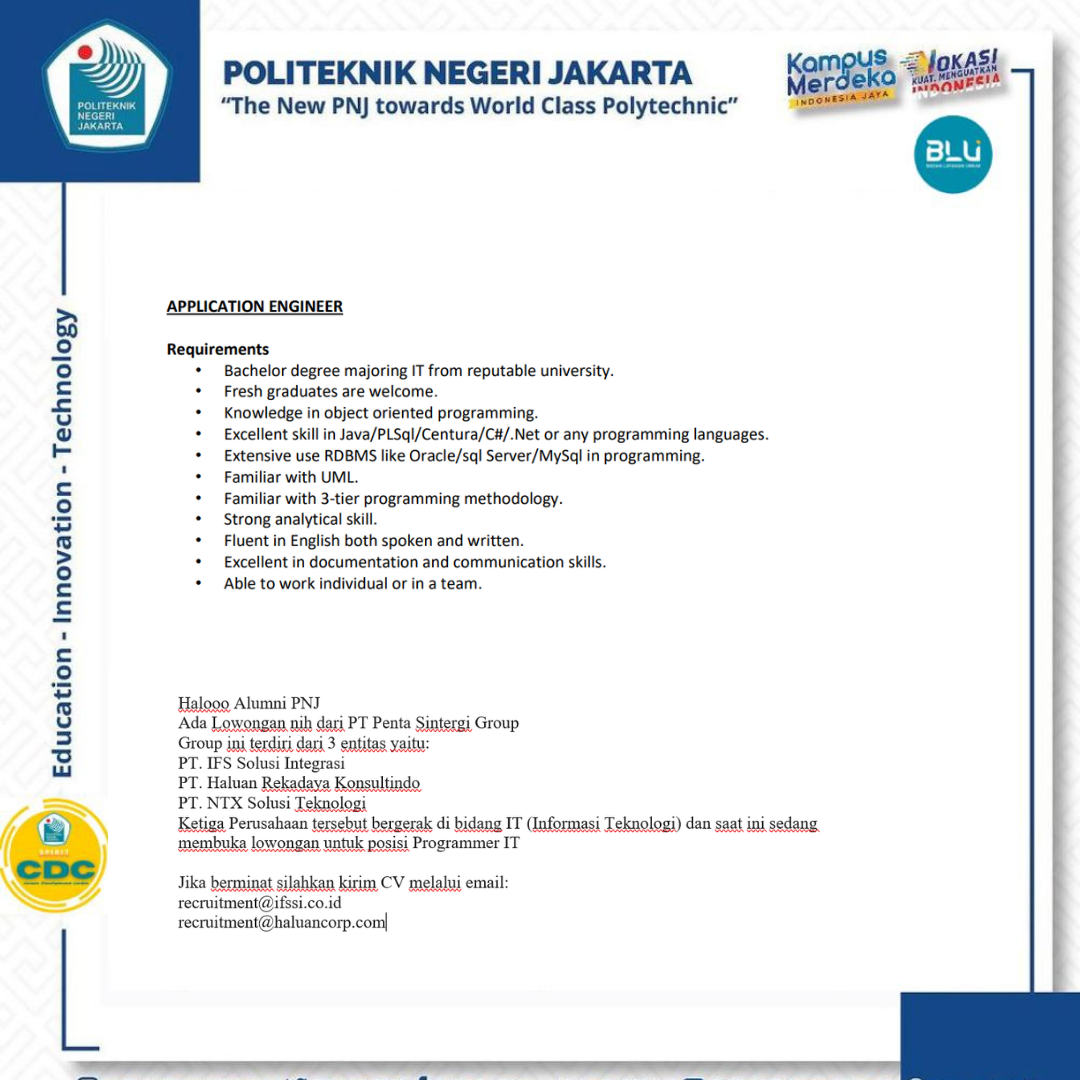 POLITEKNIK NEGERI JAKARTA
"The New PNJ towards World Class Polytechnic"
POLITEKNIK
NEGERI
JAKARTA
Kampus
Merdeka
INDONESIA JAYA
VOKASI
KUAT, MENGUATKAN
INDONESIA
BLU
APPLICATION ENGINEER
Requirements
• Bachelor degree majoring IT from reputable university.
• Fresh graduates are welcome.
• Knowledge in object oriented programming.
• Excellent skill in Java/PLSql/Centura/C#/.Net or any programming languages.
• Extensive use RDBMS like Oracle/sql Server/MySql in programming.
• Familiar with UML.
• Familiar with 3-tier programming methodology.
• Strong analytical skill.
• Fluent in English both spoken and written.
• Excellent in documentation and communication skills.
• Able to work individual or in a team.
Education - Innovation - Technology
Halooo Alumni PNJ
Ada Lowongan nih dari PT Penta Sintergi Group
Group ini terdiri dari 3 entitas yaitu:
PT. IFS Solusi Integrasi
PT. Haluan Rekadaya Konsultindo
PT. NTX Solusi Teknologi
Ketiga Perusahaan tersebut bergerak di bidang IT (Informasi Teknologi) dan saat ini sedang
membuka lowongan untuk posisi Programmer IT
Jika berminat silahkan kirim CV melalui email:
recruitment@ifssi.co.id
recruitment@haluancorp.com
CDC